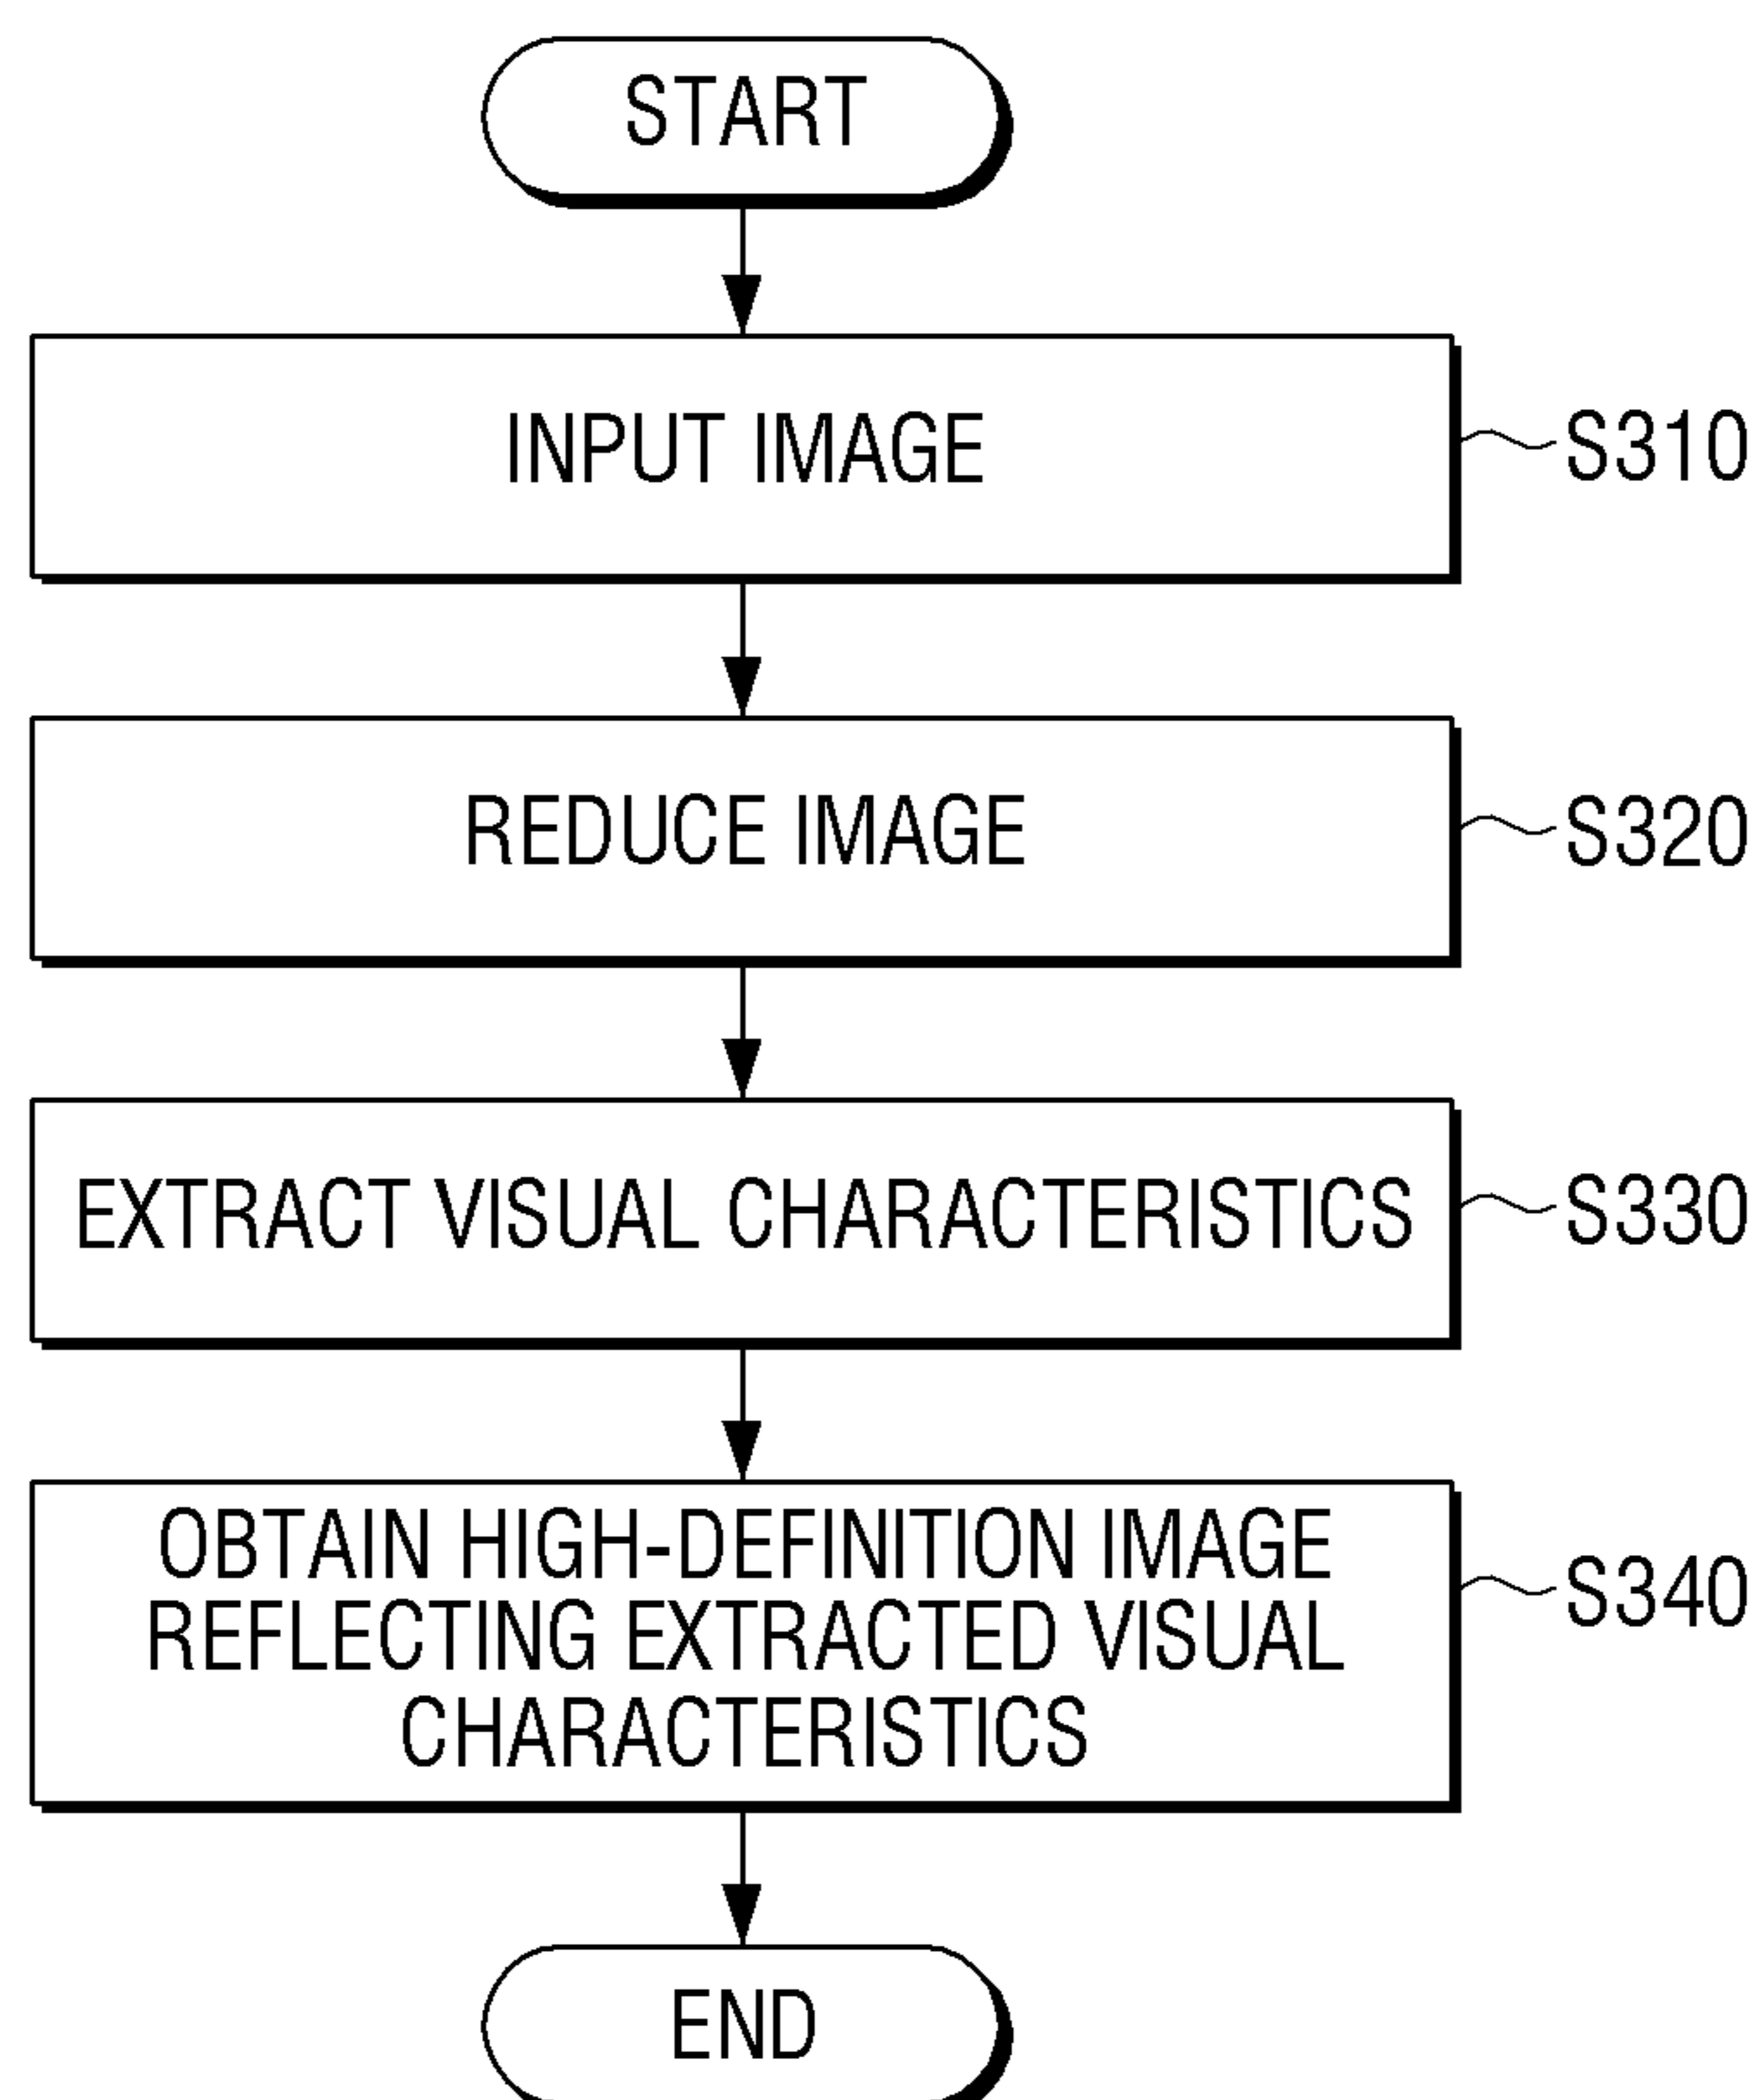 START
INPUT IMAGE
S310
REDUCE IMAGE
S320
EXTRACT VISUAL CHARACTERISTICS
S330
OBTAIN HIGH-DEFINITION IMAGE
REFLECTING EXTRACTED VISUAL
CHARACTERISTICS
S340
END